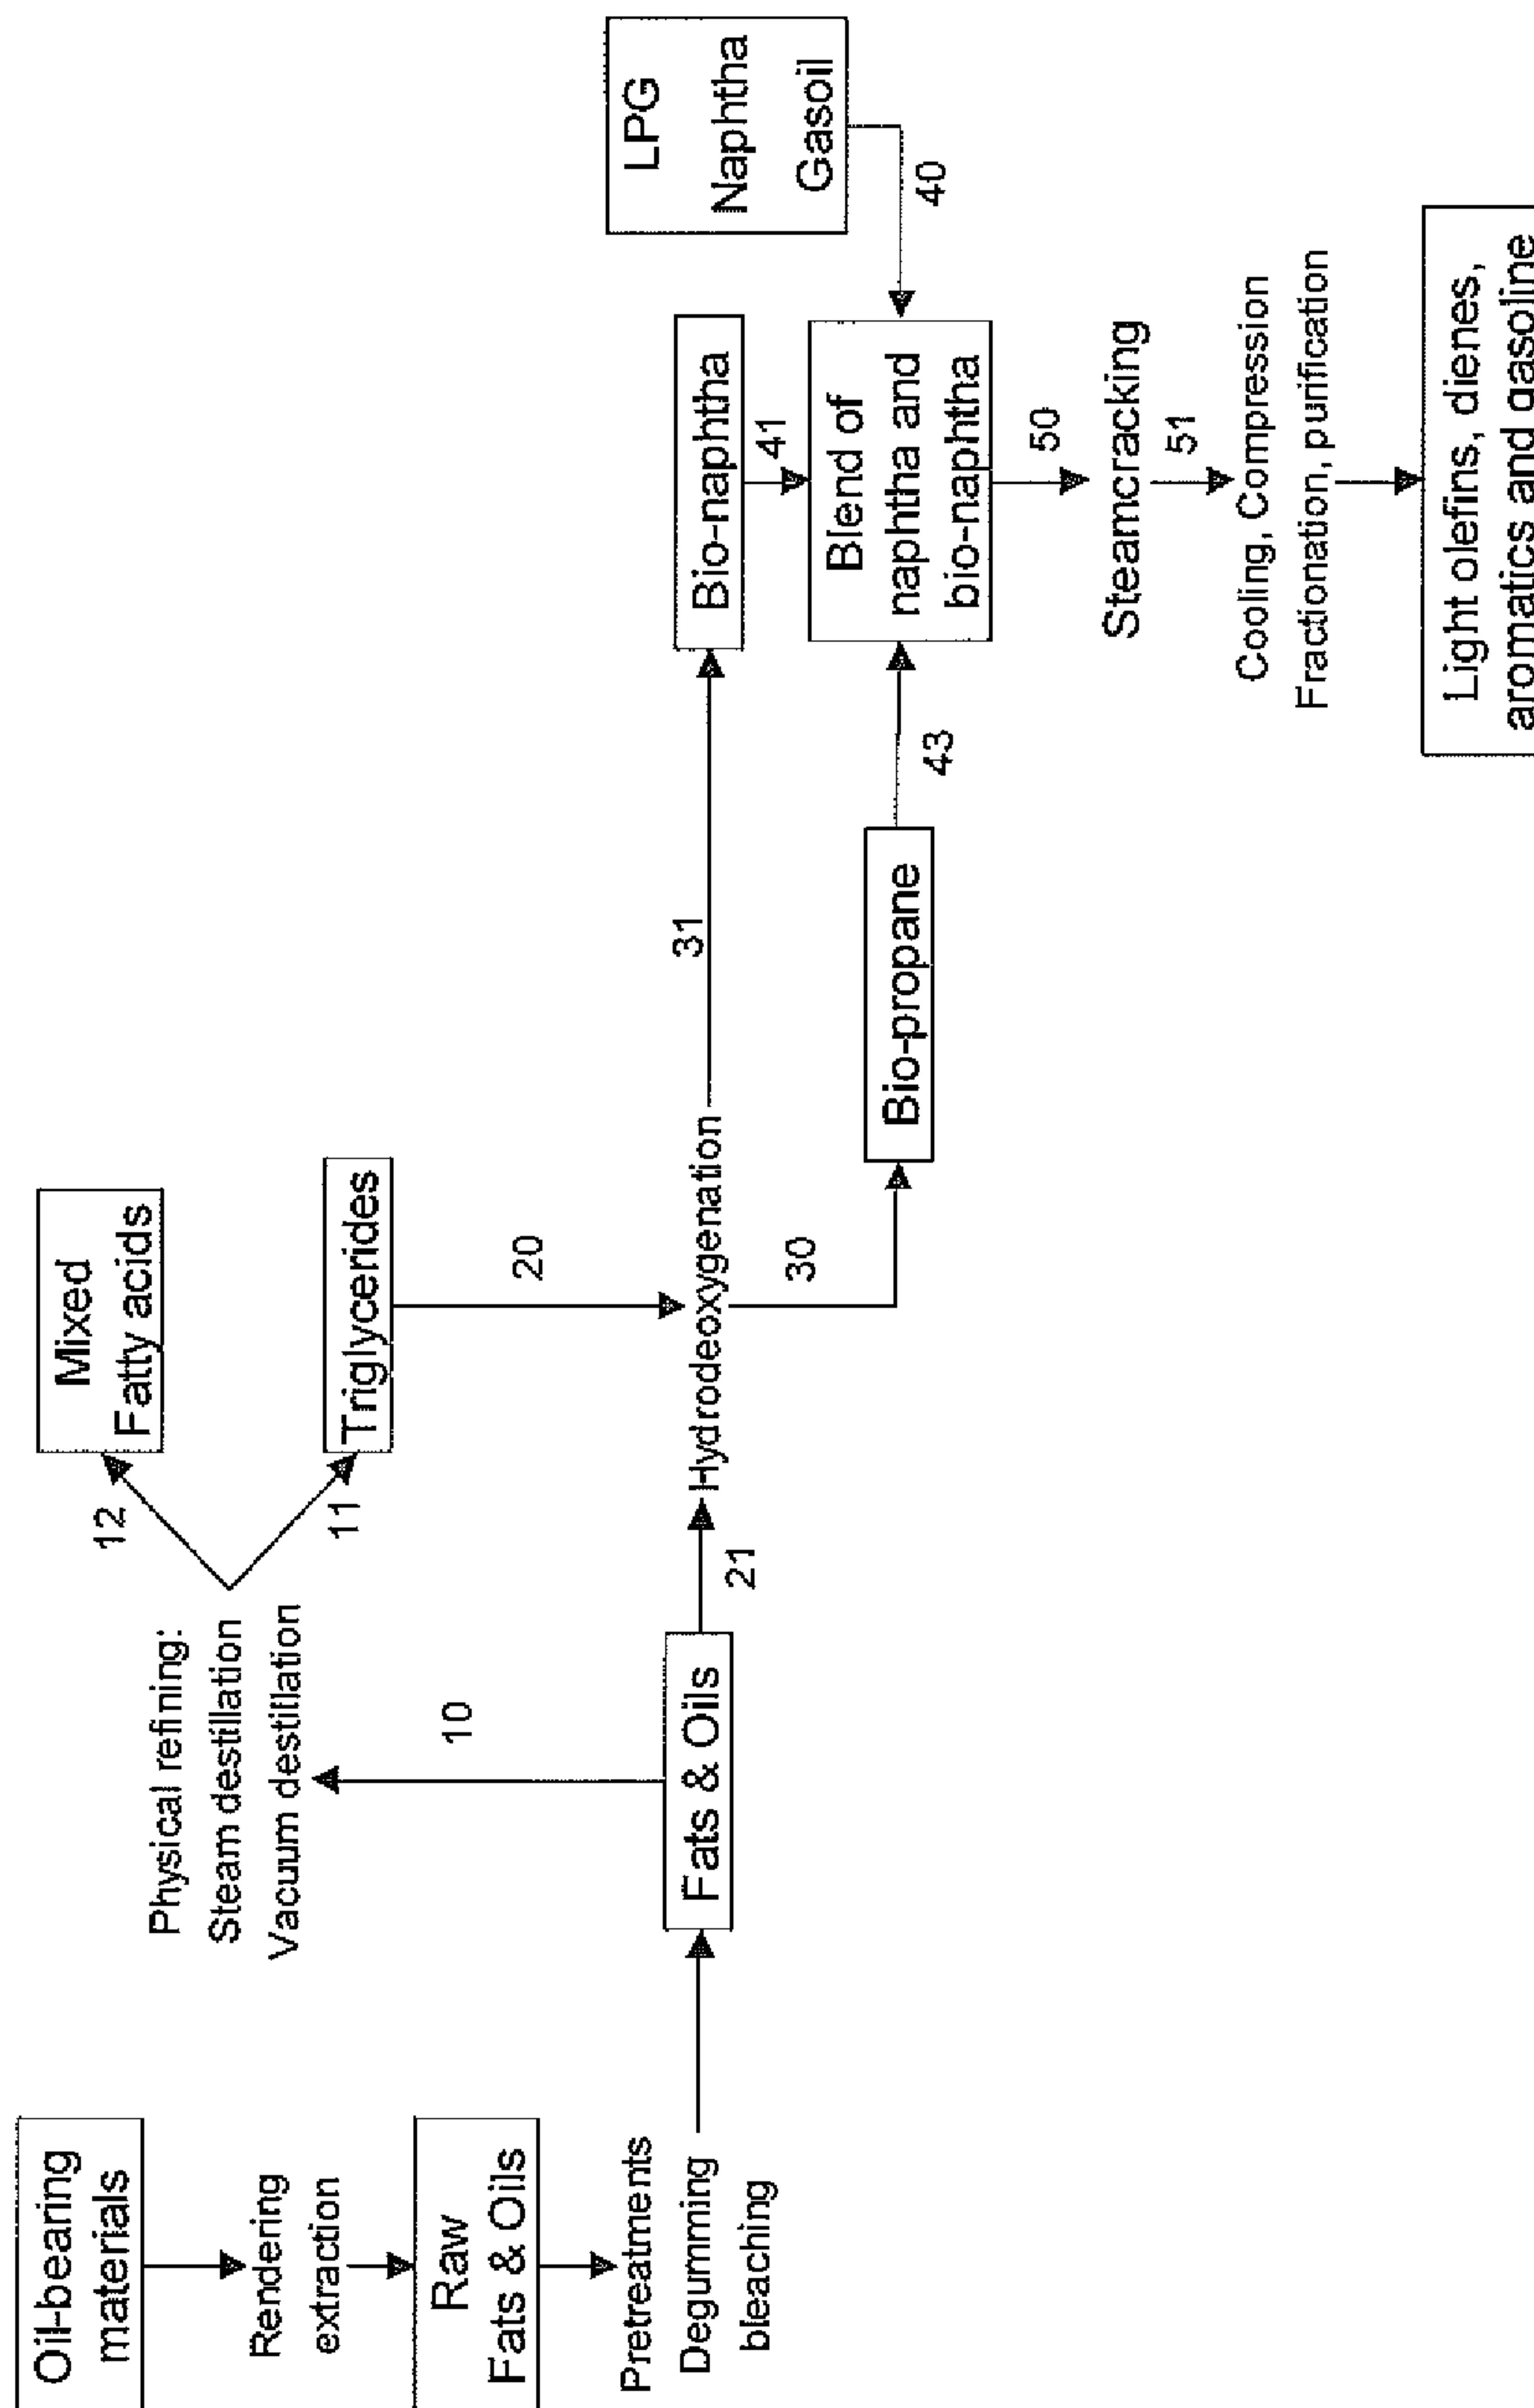 Oil-bearing
materials
Rendering
extraction
Raw
Fats & Oils
Pretreatments
Degumming
bleaching
Physical refining:
Steam destillation
Vacuum destillation
10
Fats & Oils
21
12
11
Mixed
Fatty acids
Triglycerides
20
Hydrodeoxygenation
30
31
Bio-propane
43
Bio-naphtha
41
Blend of
naphtha and
bio-naphtha
LPG
Naphtha
Gasoil
40
50
Steamcracking
51
Cooling, Compression
Fractionation, purification
Light olefins, dienes,
aromatics and gasoline